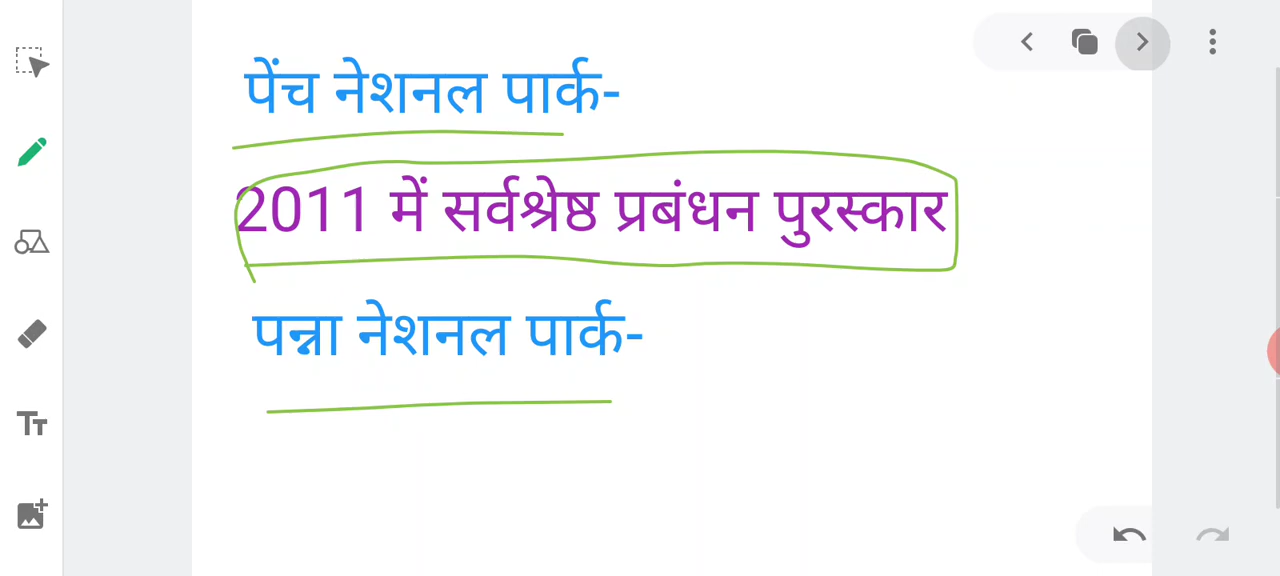 पेंच नेशनल पार्क-
2011 में सर्वश्रेष्ठ प्रबंधन पुरस्कार
पन्ना नेशनल पार्क-